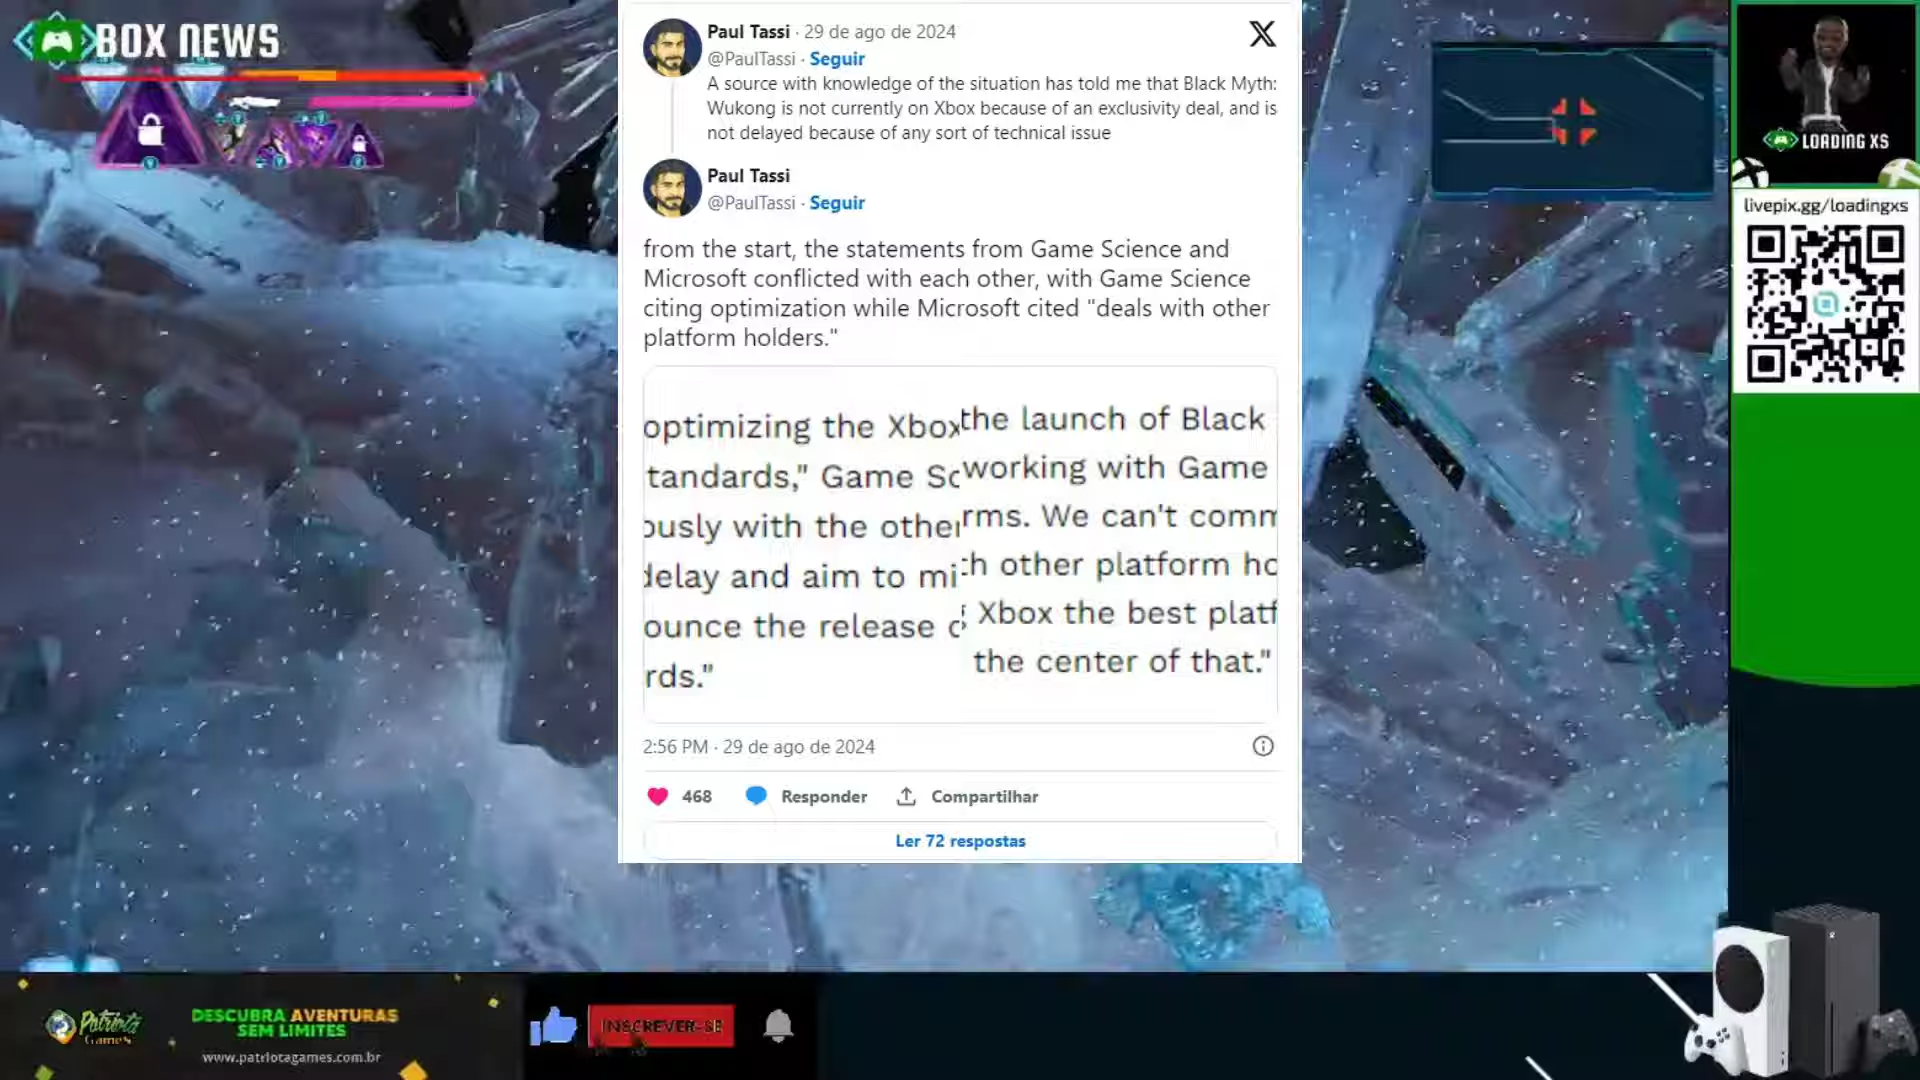 BOX NEWS
Paul Tassi · 29 de ago de 2024
@PaulTassi · Seguir
A source with knowledge of the situation has told me that Black Myth:
Wukong is not currently on Xbox because of an exclusivity deal, and is
not delayed because of any sort of technical issue
Paul Tassi
@PaulTassi · Seguir
from the start, the statements from Game Science and
Microsoft conflicted with each other, with Game Science
citing optimization while Microsoft cited "deals with other
platform holders."
optimizing the Xbox
tandards," Game Sc
ously with the other
delay and aim to mi
ounce the release c
rds."
the launch of Black
working with Game
rms. We can't comm
h other platform ho
Xbox the best platf
the center of that."
2:56 PM · 29 de ago de 2024
468 Responder Compartilhar
Ler 72 respostas
LOADING XS
livepix.gg/loadingxs
Patriota
Games
DESCUBRA AVENTURAS
SEM LIMITES
www.patriotagames.com.br
INSCREVER-SE